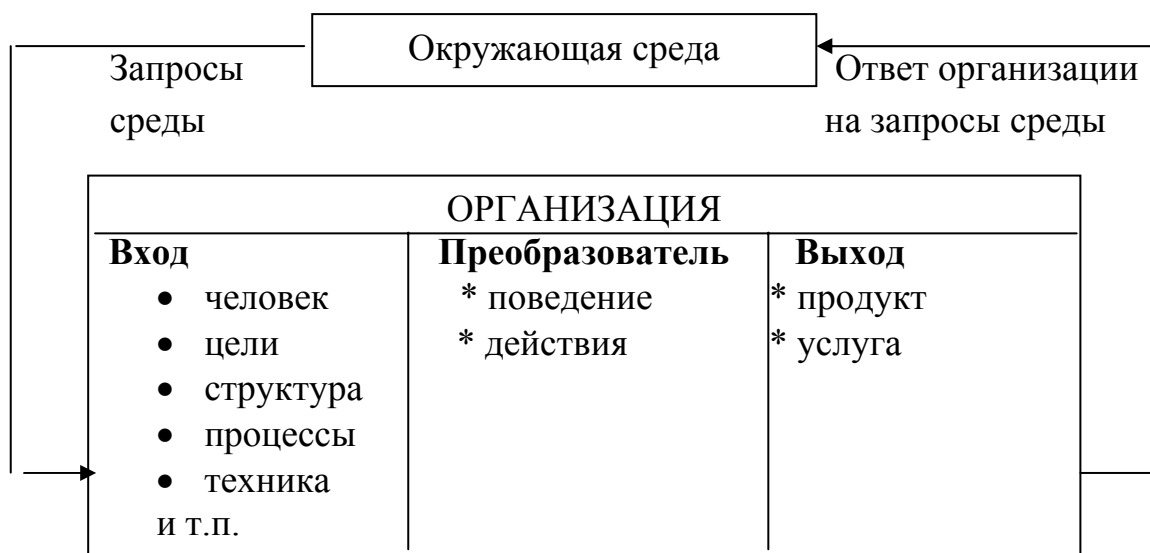 Окружающая среда
Запросы
среды
Ответ организации
на запросы среды
ОРГАНИЗАЦИЯ
Вход
• человек
• цели
• структура
• процессы
• техника
и т.п.
Преобразователь
* поведение
* действия
Выход
* продукт
* услуга